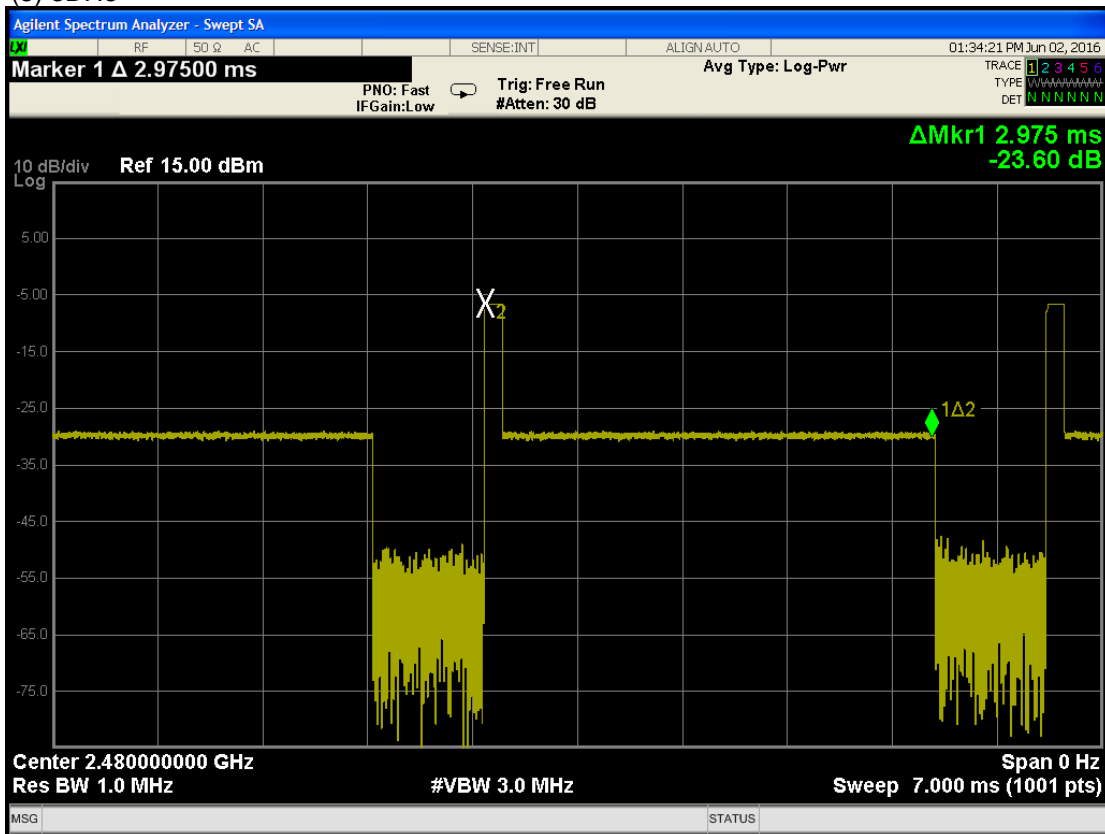 Agilent Spectrum Analyzer - Swept SA
LXI RF 50 Ω AC SENSE:INT ALIGN AUTO 01:34:21 PM Jun 02, 2016
Marker 1 Δ 2.97500 ms
PNO: Fast
IFGain:Low
Trig: Free Run
#Atten: 30 dB
Avg Type: Log-Pwr
TRACE 1 2 3 4 5 6
TYPE
DET N N N N N N
ΔMkr1 2.975 ms
-23.60 dB
10 dB/div Ref 15.00 dBm
Log
5.00
-5.00
2
-15.0
-25.0
1Δ2
-35.0
-45.0
-55.0
-65.0
-75.0
Center 2.480000000 GHz Span 0 Hz
Res BW 1.0 MHz #VBW 3.0 MHz Sweep 7.000 ms (1001 pts)
MSG STATUS